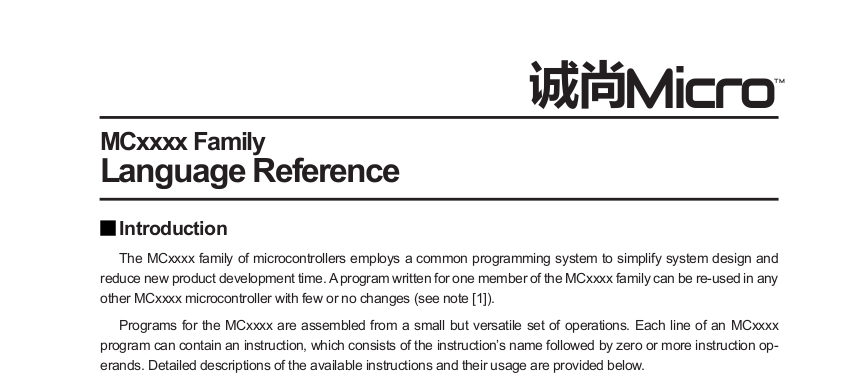 诚尚Micro™
MCxxxx Family
Language Reference
■ Introduction
The MCxxxx family of microcontrollers employs a common programming system to simplify system design and
reduce new product development time. A program written for one member of the MCxxxx family can be re-used in any
other MCxxxx microcontroller with few or no changes (see note [1]).
Programs for the MCxxxx are assembled from a small but versatile set of operations. Each line of an MCxxxx
program can contain an instruction, which consists of the instruction's name followed by zero or more instruction op-
erands. Detailed descriptions of the available instructions and their usage are provided below.